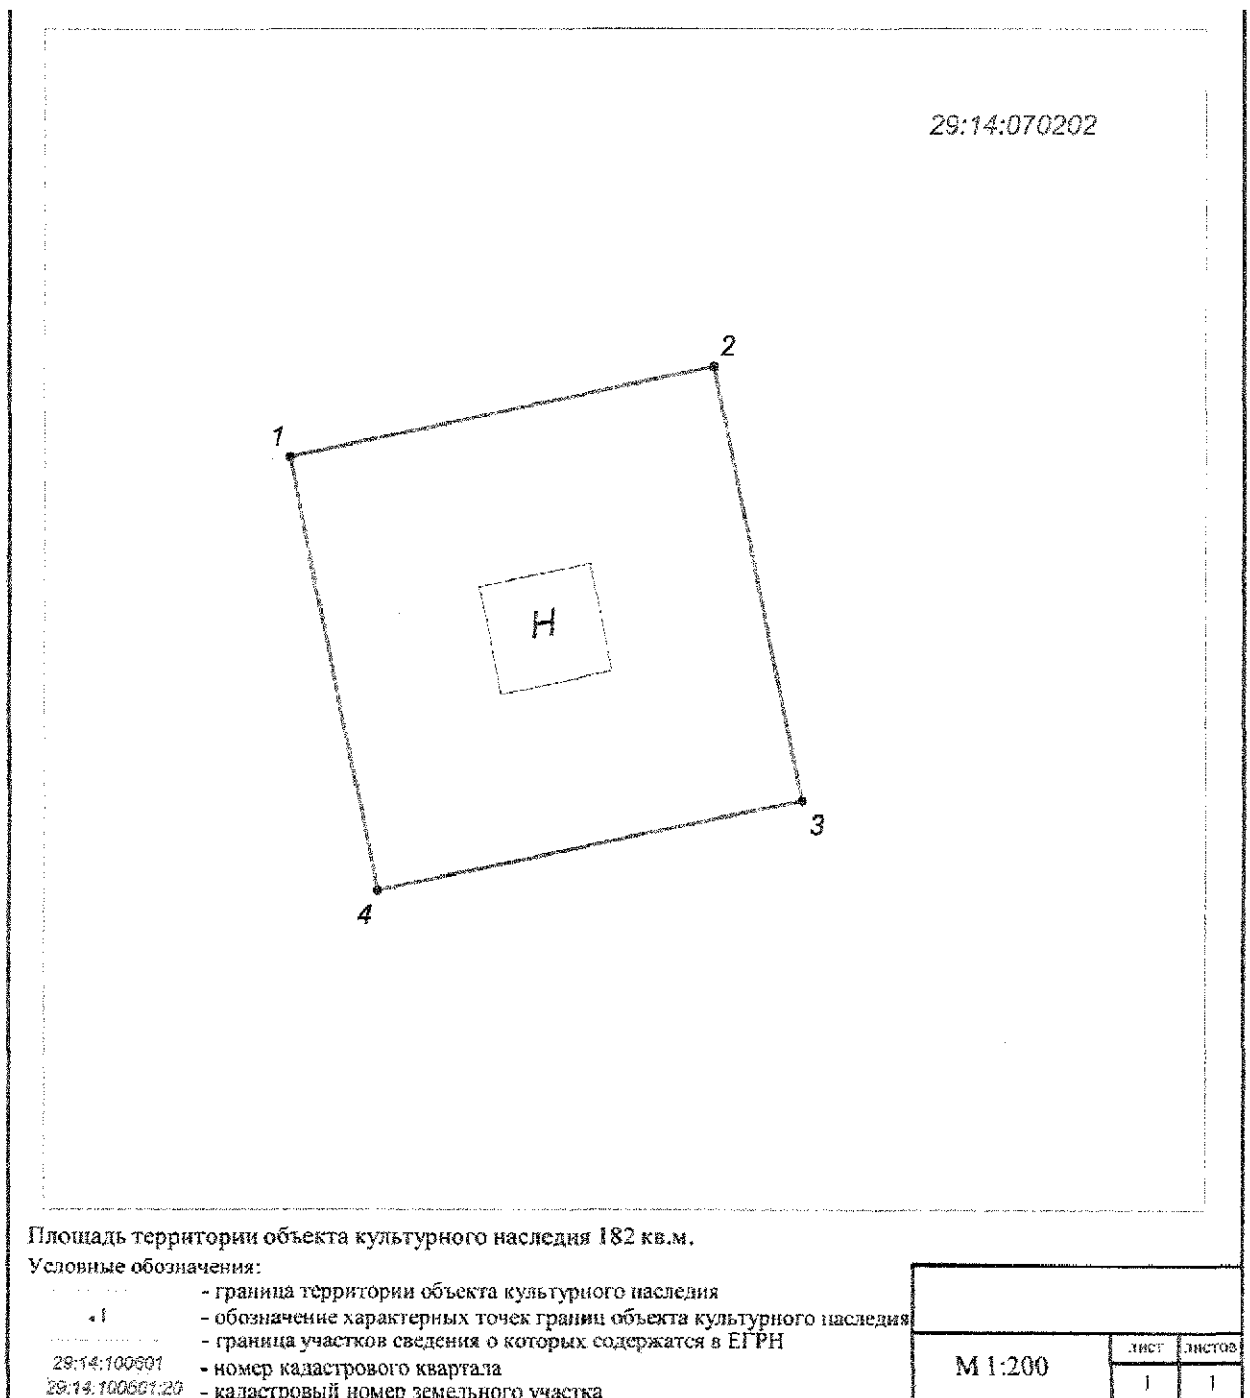 29:14:070202
2
1
Н
3
4
Площадь территории объекта культурного наследия 182 кв.м.
Условные обозначения:
- граница территории объекта культурного наследия
1 - обозначение характерных точек границ объекта культурного наследия
- граница участков сведения о которых содержатся в ЕГРН
29:14:100601 - номер кадастрового квартала
29:14:100601:20 - кадастровый номер земельного участка
М 1:200
лист листов
1 1